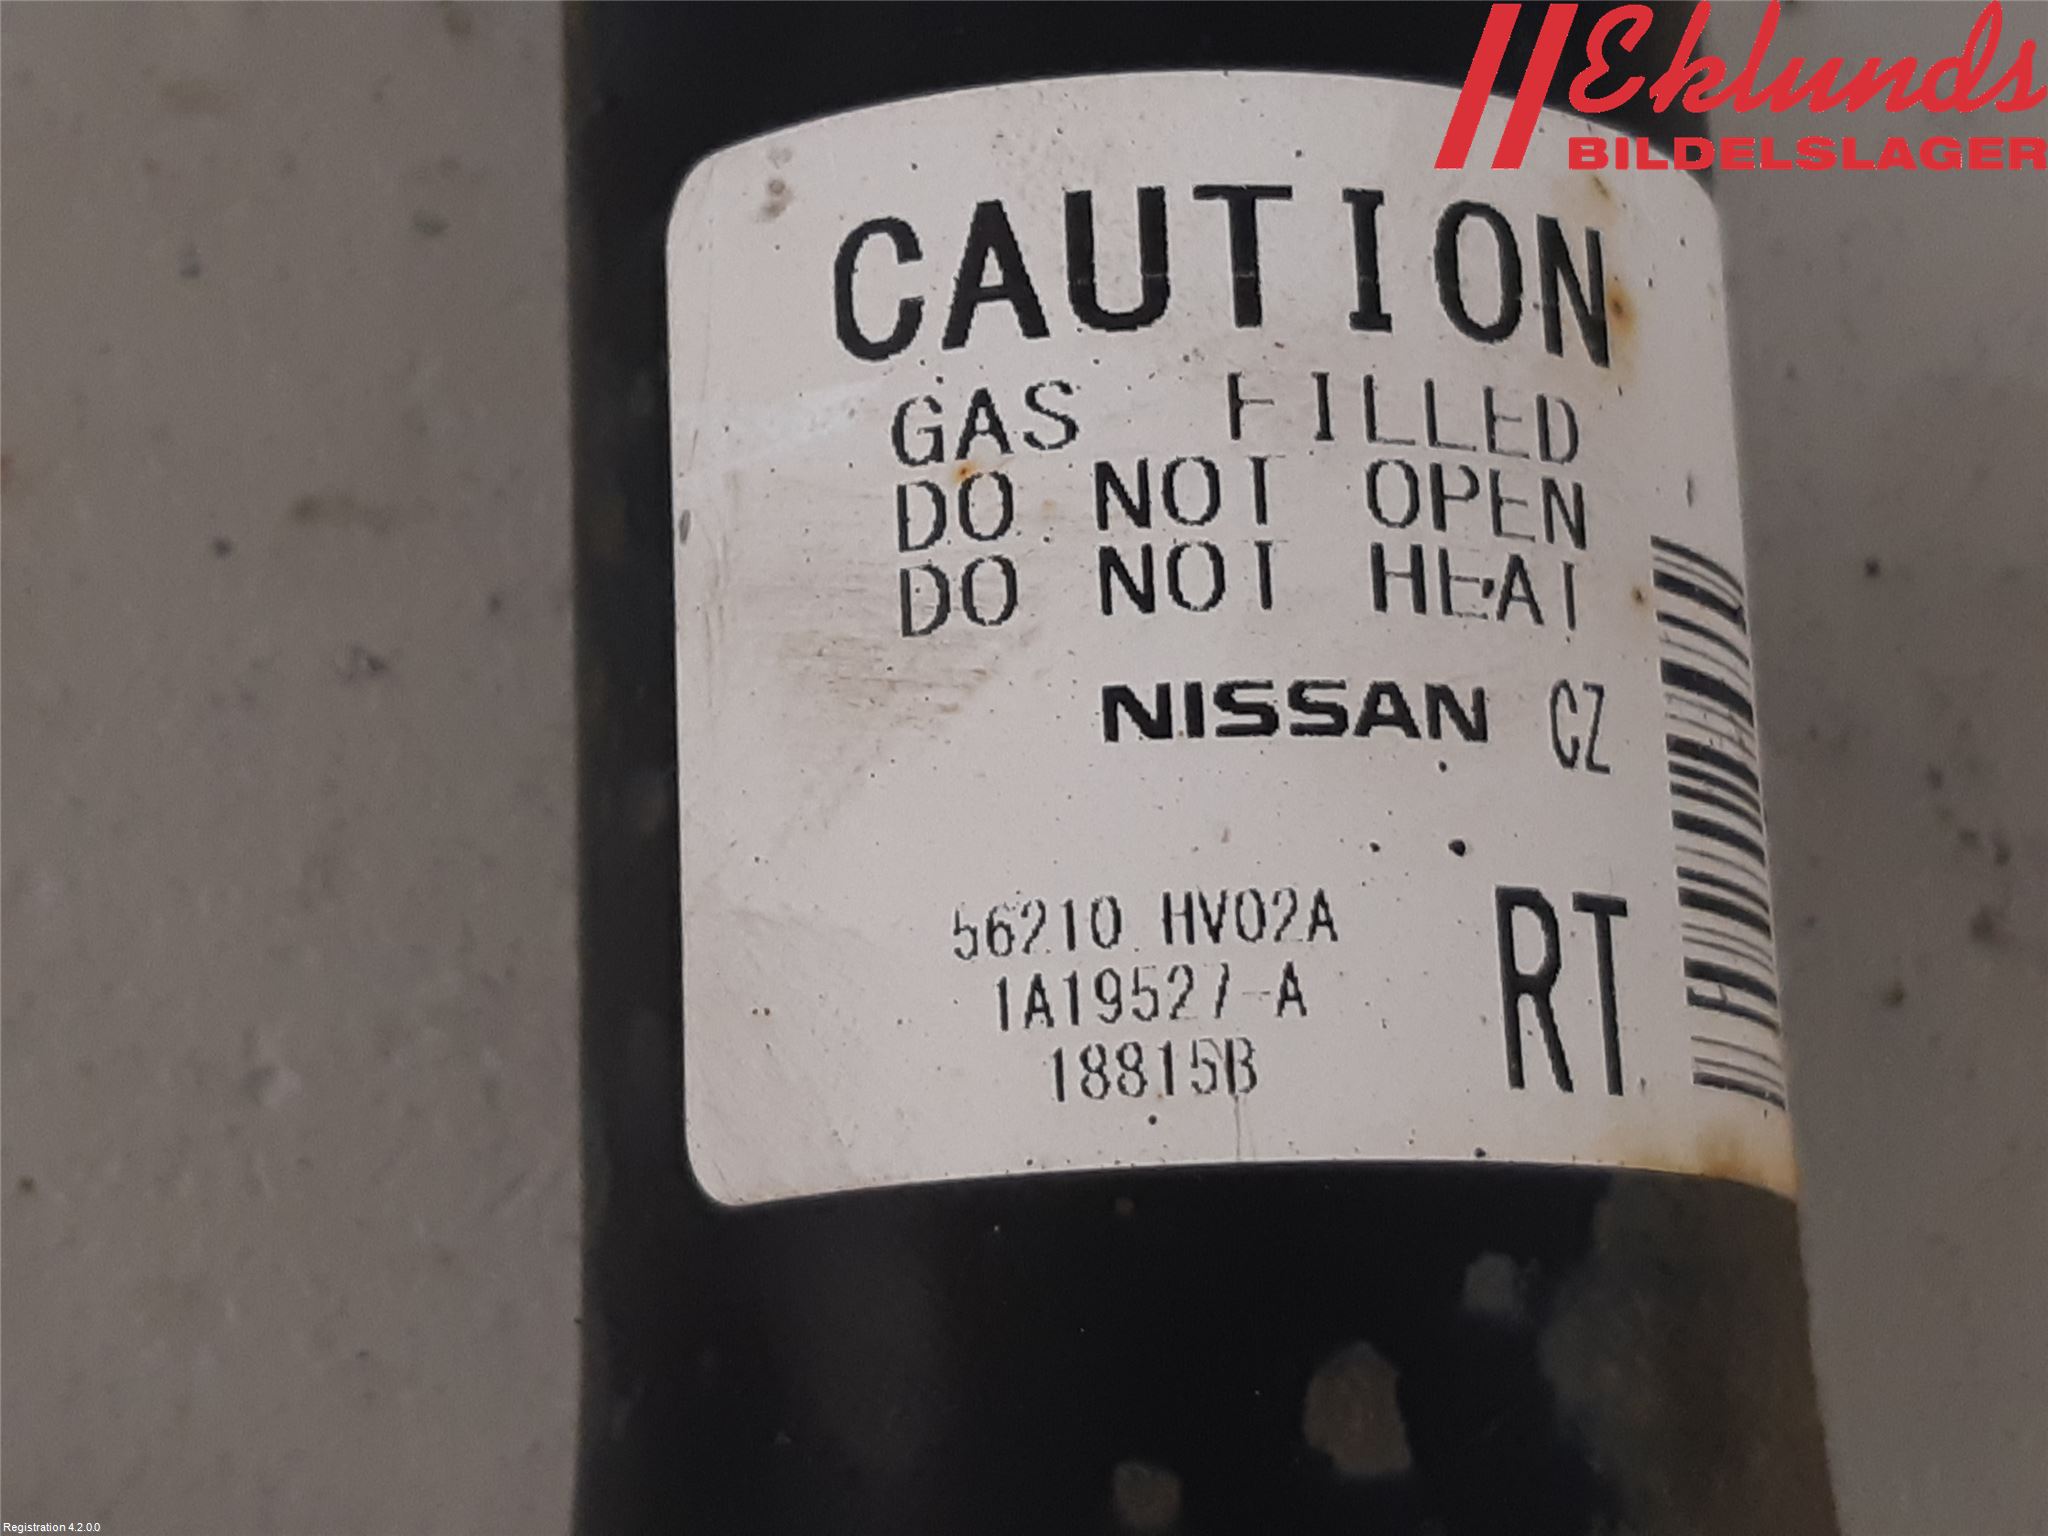 Eklunds
BILDELSLAGER
CAUTION
GAS FILLED
DO NOT OPEN
DO NOT HEAT
NISSAN CZ
56210 HV02A
1A19527-A
18815B
RT
Registration 4.2.0.0